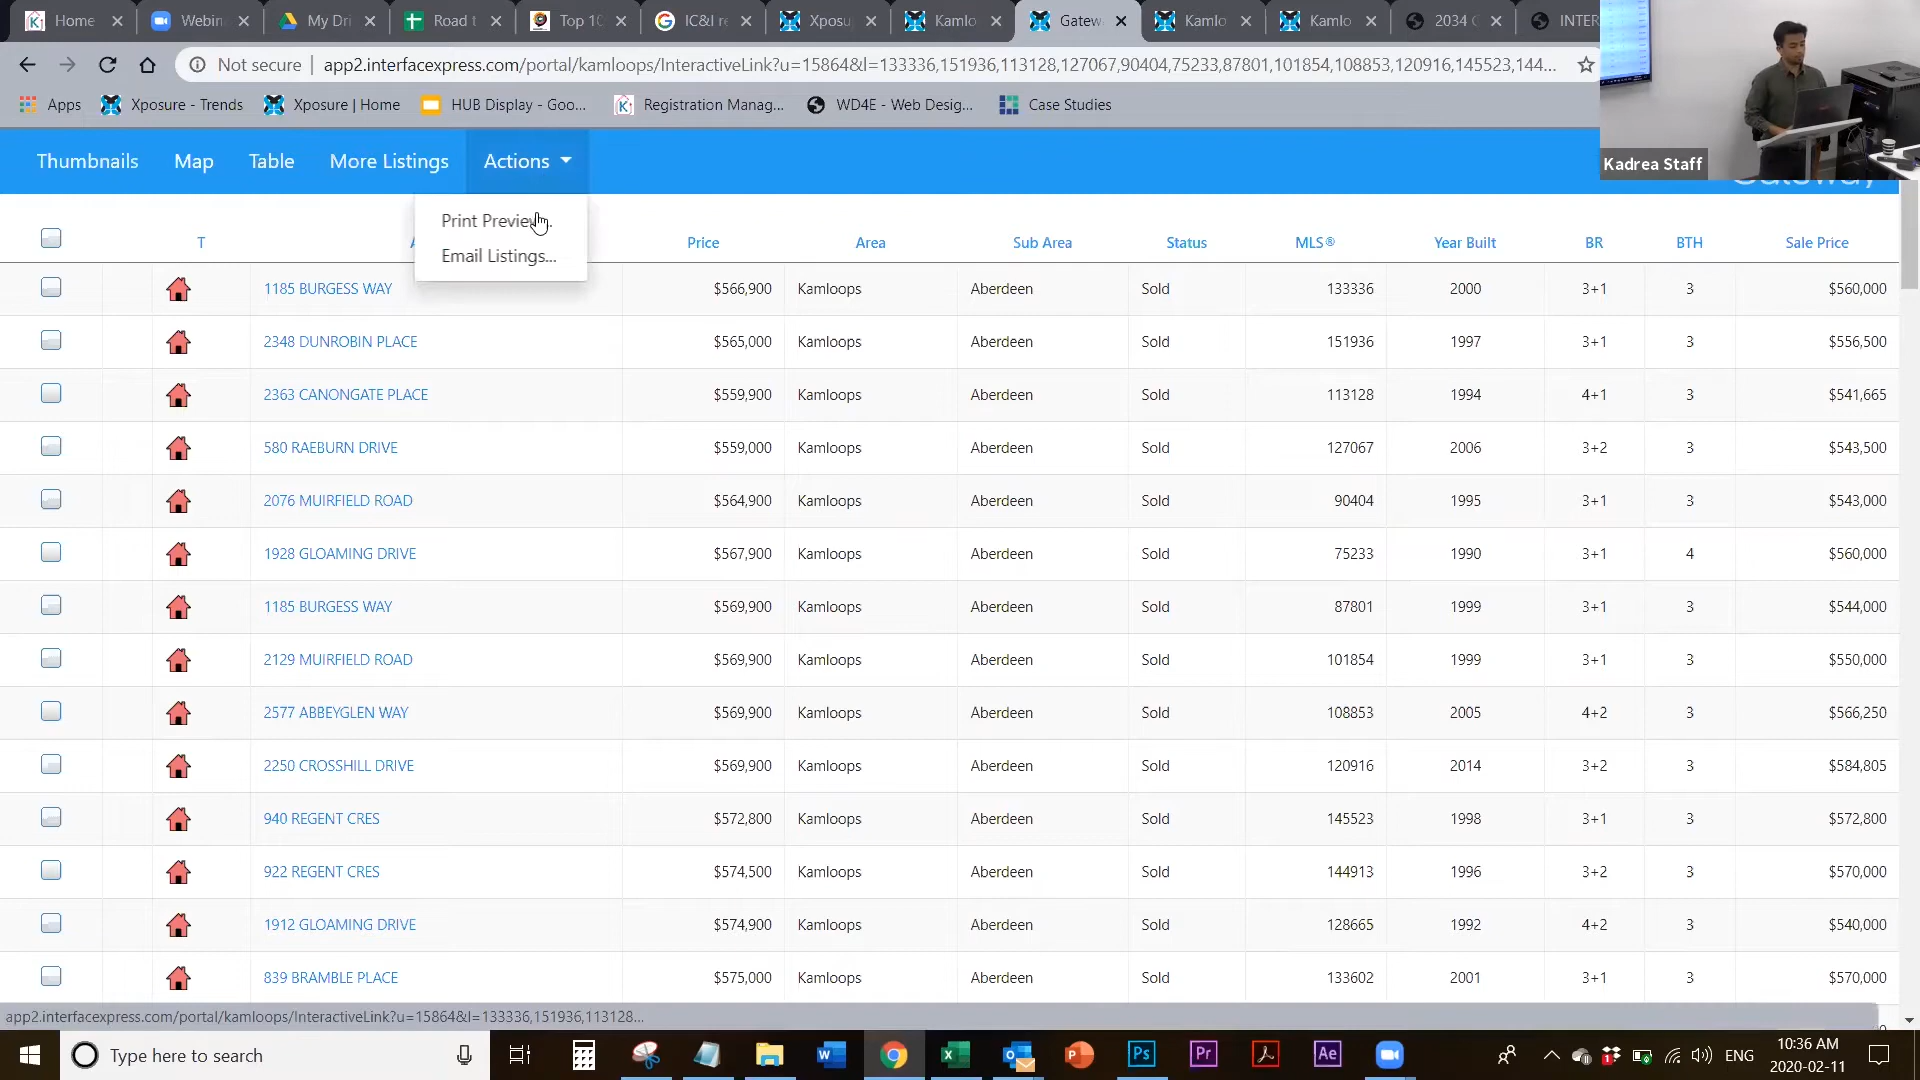 Home
Webin
My Dri
Road t
Top 10
IC&I re
Xposu
Kamlo
Gatew
Kamlo
Kamlo
2034
INTER
Not secure | app2.interfacexpress.com/portal/kamloops/InteractiveLink?u=15864&l=133336,151936,113128,127067,90404,75233,87801,101854,108853,120916,145523,144...
Apps
Xposure - Trends
Xposure | Home
HUB Display - Goo...
Registration Manag...
WD4E - Web Desig...
Case Studies
Kadrea Staff
Thumbnails Map Table More Listings Actions
Gateway
Print Preview...
Email Listings...
T Price Area Sub Area Status MLS® Year Built BR BTH Sale Price
1185 BURGESS WAY $566,900 Kamloops Aberdeen Sold 133336 2000 3+1 3 $560,000
2348 DUNROBIN PLACE $565,000 Kamloops Aberdeen Sold 151936 1997 3+1 3 $556,500
2363 CANONGATE PLACE $559,900 Kamloops Aberdeen Sold 113128 1994 4+1 3 $541,665
580 RAEBURN DRIVE $559,000 Kamloops Aberdeen Sold 127067 2006 3+2 3 $543,500
2076 MUIRFIELD ROAD $564,900 Kamloops Aberdeen Sold 90404 1995 3+1 3 $543,000
1928 GLOAMING DRIVE $567,900 Kamloops Aberdeen Sold 75233 1990 3+1 4 $560,000
1185 BURGESS WAY $569,900 Kamloops Aberdeen Sold 87801 1999 3+1 3 $544,000
2129 MUIRFIELD ROAD $569,900 Kamloops Aberdeen Sold 101854 1999 3+1 3 $550,000
2577 ABBEYGLEN WAY $569,900 Kamloops Aberdeen Sold 108853 2005 4+2 3 $566,250
2250 CROSSHILL DRIVE $569,900 Kamloops Aberdeen Sold 120916 2014 3+2 3 $584,805
940 REGENT CRES $572,800 Kamloops Aberdeen Sold 145523 1998 3+1 3 $572,800
922 REGENT CRES $574,500 Kamloops Aberdeen Sold 144913 1996 3+2 3 $570,000
1912 GLOAMING DRIVE $574,900 Kamloops Aberdeen Sold 128665 1992 4+2 3 $540,000
839 BRAMBLE PLACE $575,000 Kamloops Aberdeen Sold 133602 2001 3+1 3 $570,000
app2.interfacexpress.com/portal/kamloops/InteractiveLink?u=15864&l=133336,151936,113128...
Type here to search
Ps
Pr
Ae
ENG
10:36 AM
2020-02-11